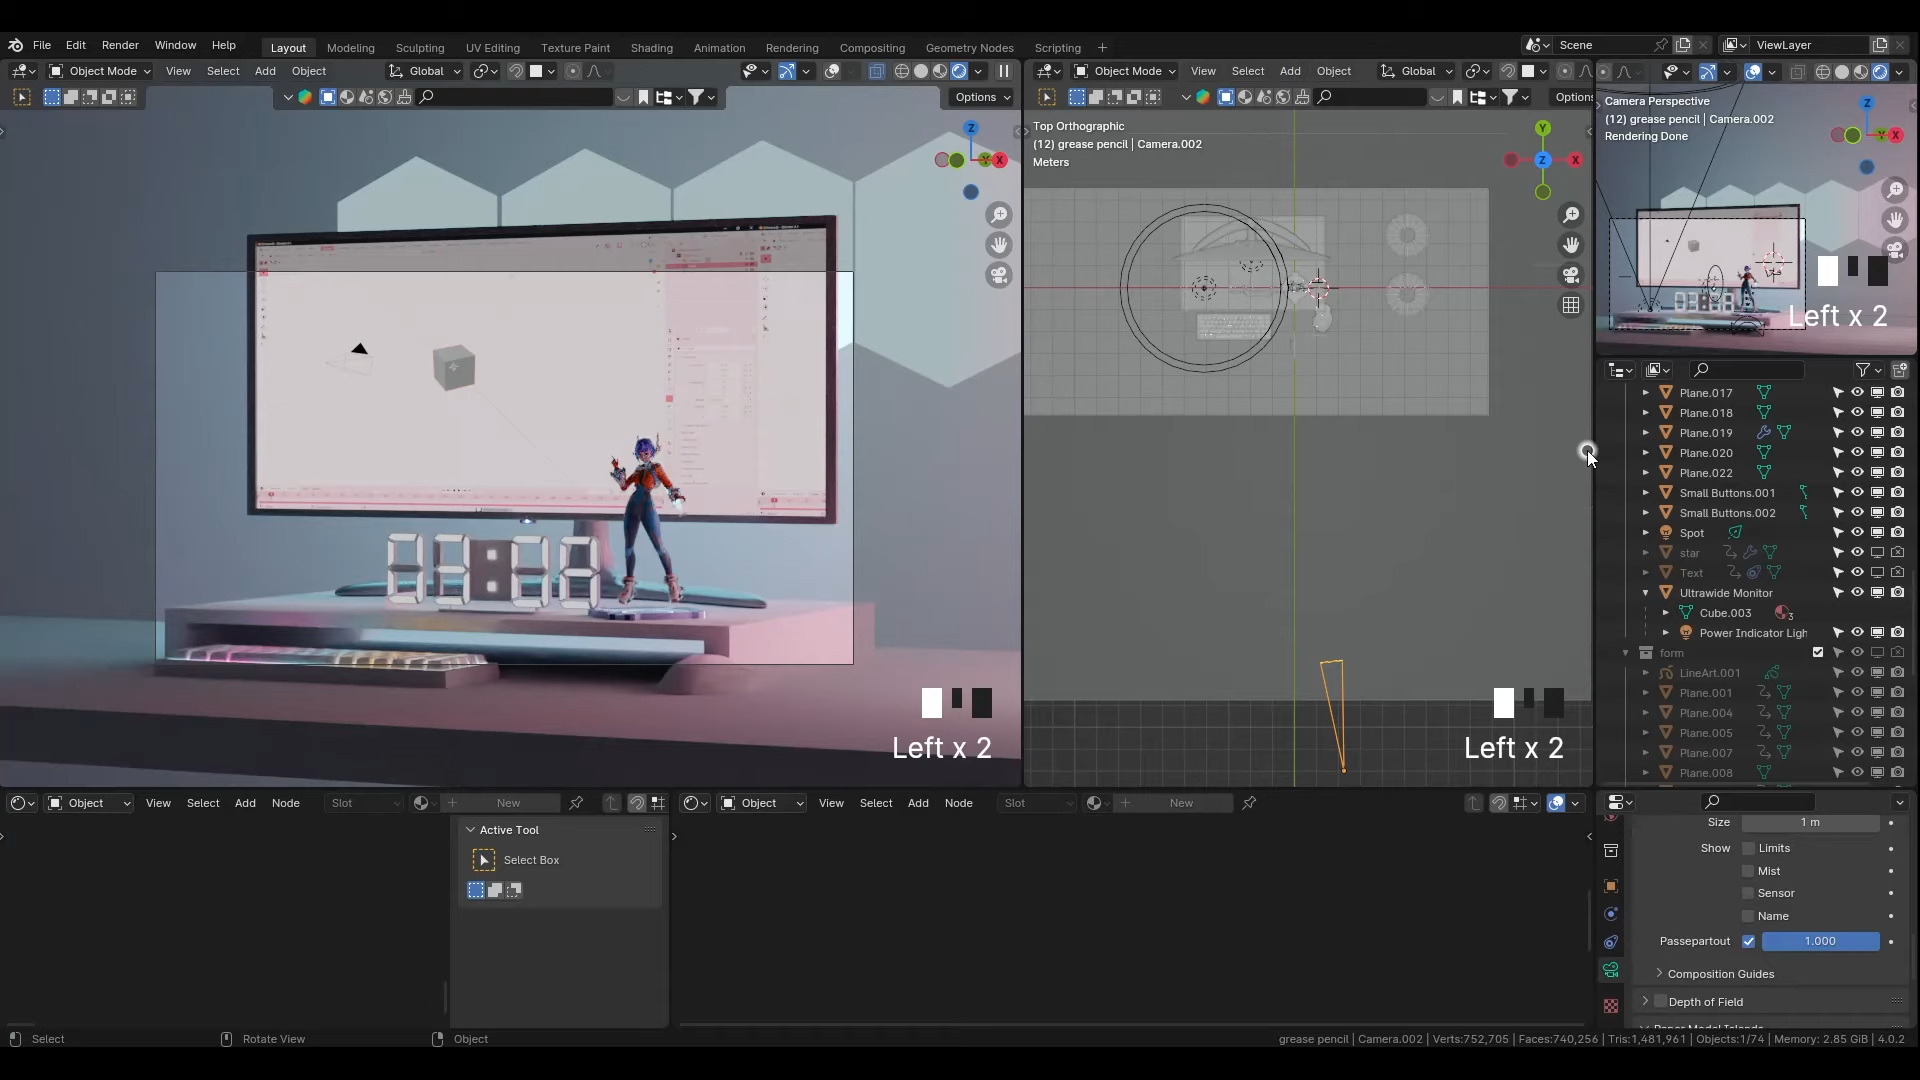 File Edit Render Window Help Layout Modeling Sculpting UV Editing Texture Paint Shading Animation Rendering Compositing Geometry Nodes Scripting + Scene ViewLayer
Object Mode View Select Add Object Global
Object Mode View Select Add Object Global
Options
Options
Top Orthographic
(12) grease pencil | Camera.002
Meters
Camera Perspective
(12) grease pencil | Camera.002
Rendering Done
Z
X
Y
Z
X
Z
X
Left x 2
Left x 2
Left x 2
Plane.017
Plane.018
Plane.019
Plane.020
Plane.022
Small Buttons.001
Small Buttons.002
Spot
star
Text
Ultrawide Monitor
Cube.003 3
Power Indicator Ligh
form
LineArt.001
Plane.001
Plane.004
Plane.005
Plane.007
Plane.008
Object View Select Add Node Slot New
Object View Select Add Node Slot New
Active Tool
Select Box
Size 1 m
Show Limits
Mist
Sensor
Name
Passepartout 1.000
Composition Guides
Depth of Field
Select Rotate View Object
grease pencil | Camera.002 | Verts:752,705 | Faces:740,256 | Tris:1,481,961 | Objects:1/74 | Memory: 2.85 GiB | 4.0.2